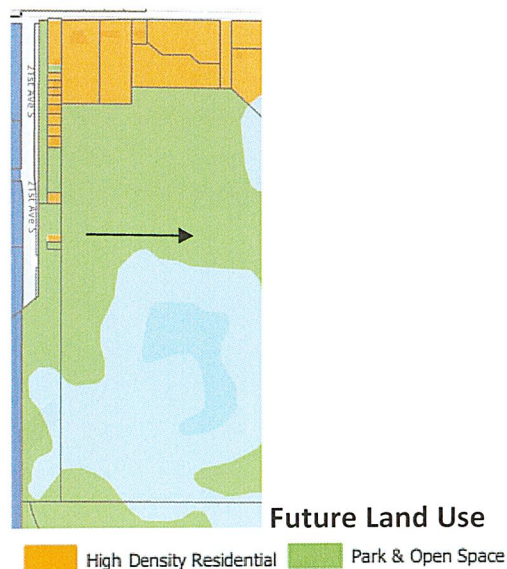 21st Ave S
21st Ave S
Future Land Use
High Density Residential
Park & Open Space